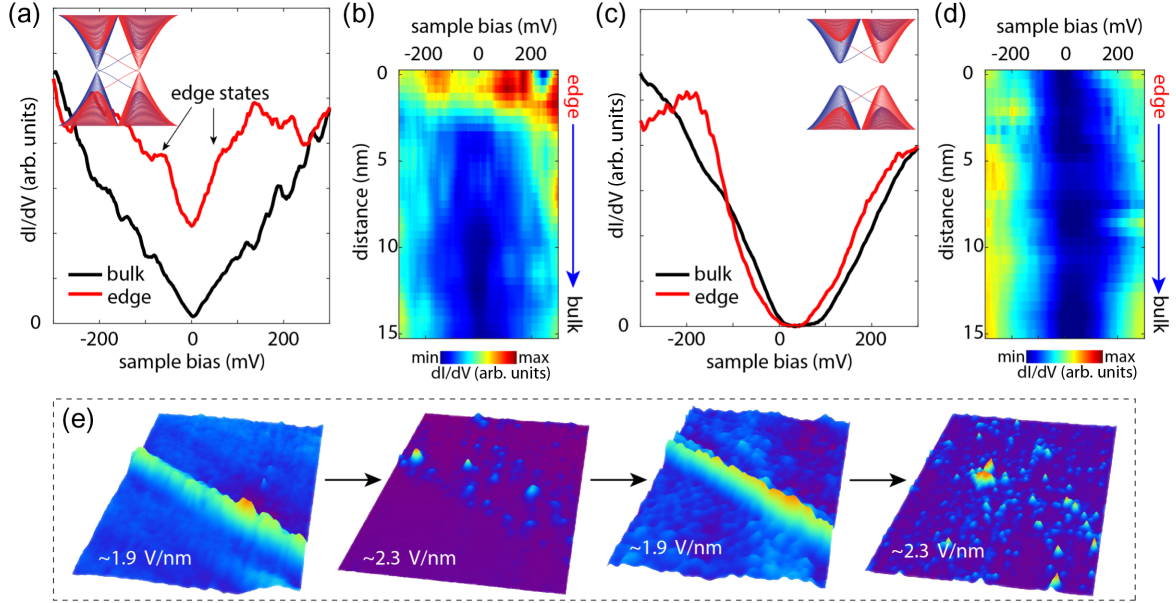 (a)
edge states
bulk
edge
dI/dV (arb. units)
0
-200
0
200
sample bias (mV)
(b)
sample bias (mV)
-200
0
200
0
5
10
15
distance (nm)
edge
bulk
min
max
dI/dV (arb. units)
(c)
bulk
edge
dI/dV (arb. units)
0
-200
0
200
sample bias (mV)
(d)
sample bias (mV)
-200
0
200
0
5
10
15
distance (nm)
edge
bulk
min
max
dI/dV (arb. units)
(e)
~1.9 V/nm
~2.3 V/nm
~1.9 V/nm
~2.3 V/nm